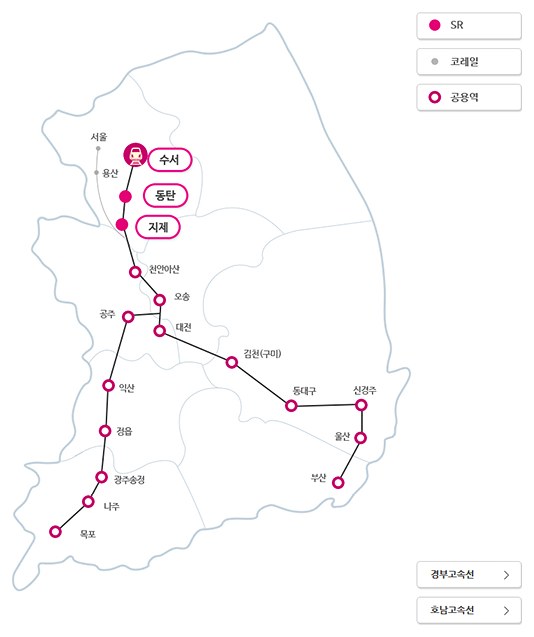 SR
코레일
공용역
서울
용산
수서
동탄
지제
천안아산
오송
공주
대전
김천(구미)
동대구
신경주
익산
울산
정읍
광주송정
부산
나주
목포
경부고속선
호남고속선